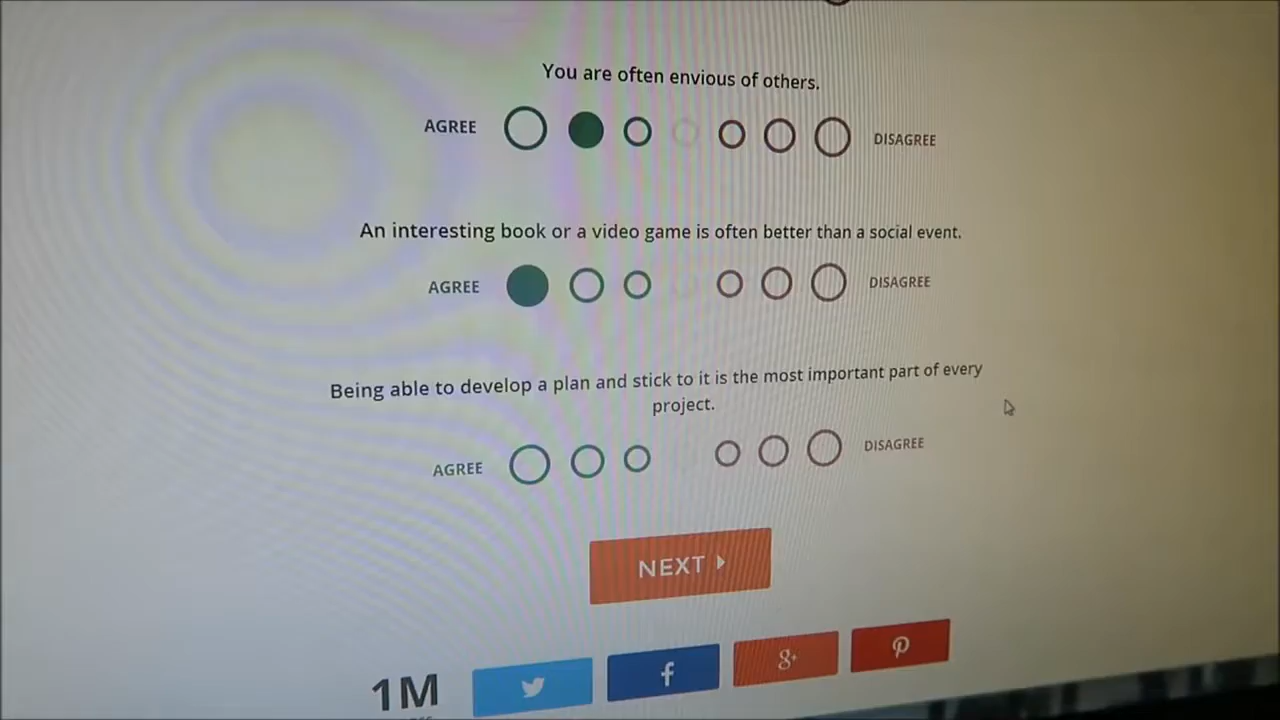 You are often envious of others.
AGREE DISAGREE
An interesting book or a video game is often better than a social event.
AGREE DISAGREE
Being able to develop a plan and stick to it is the most important part of every
project.
AGREE DISAGREE
NEXT
1M
f
8+